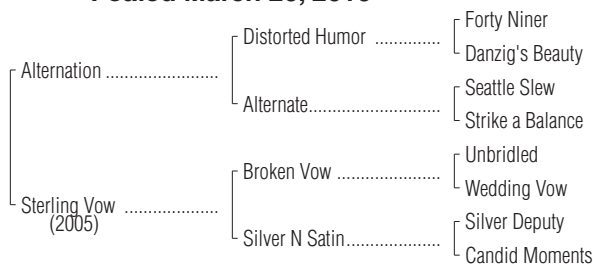 Foaled March
Forty Niner
Distorted Humor ..............
Danzig's Beauty
Alternation ........................
Seattle Slew
Alternate............................
Strike a Balance
Unbridled
Broken Vow ......................
Wedding Vow
Sterling Vow ....................
(2005)
Silver Deputy
Silver N Satin....................
Candid Moments